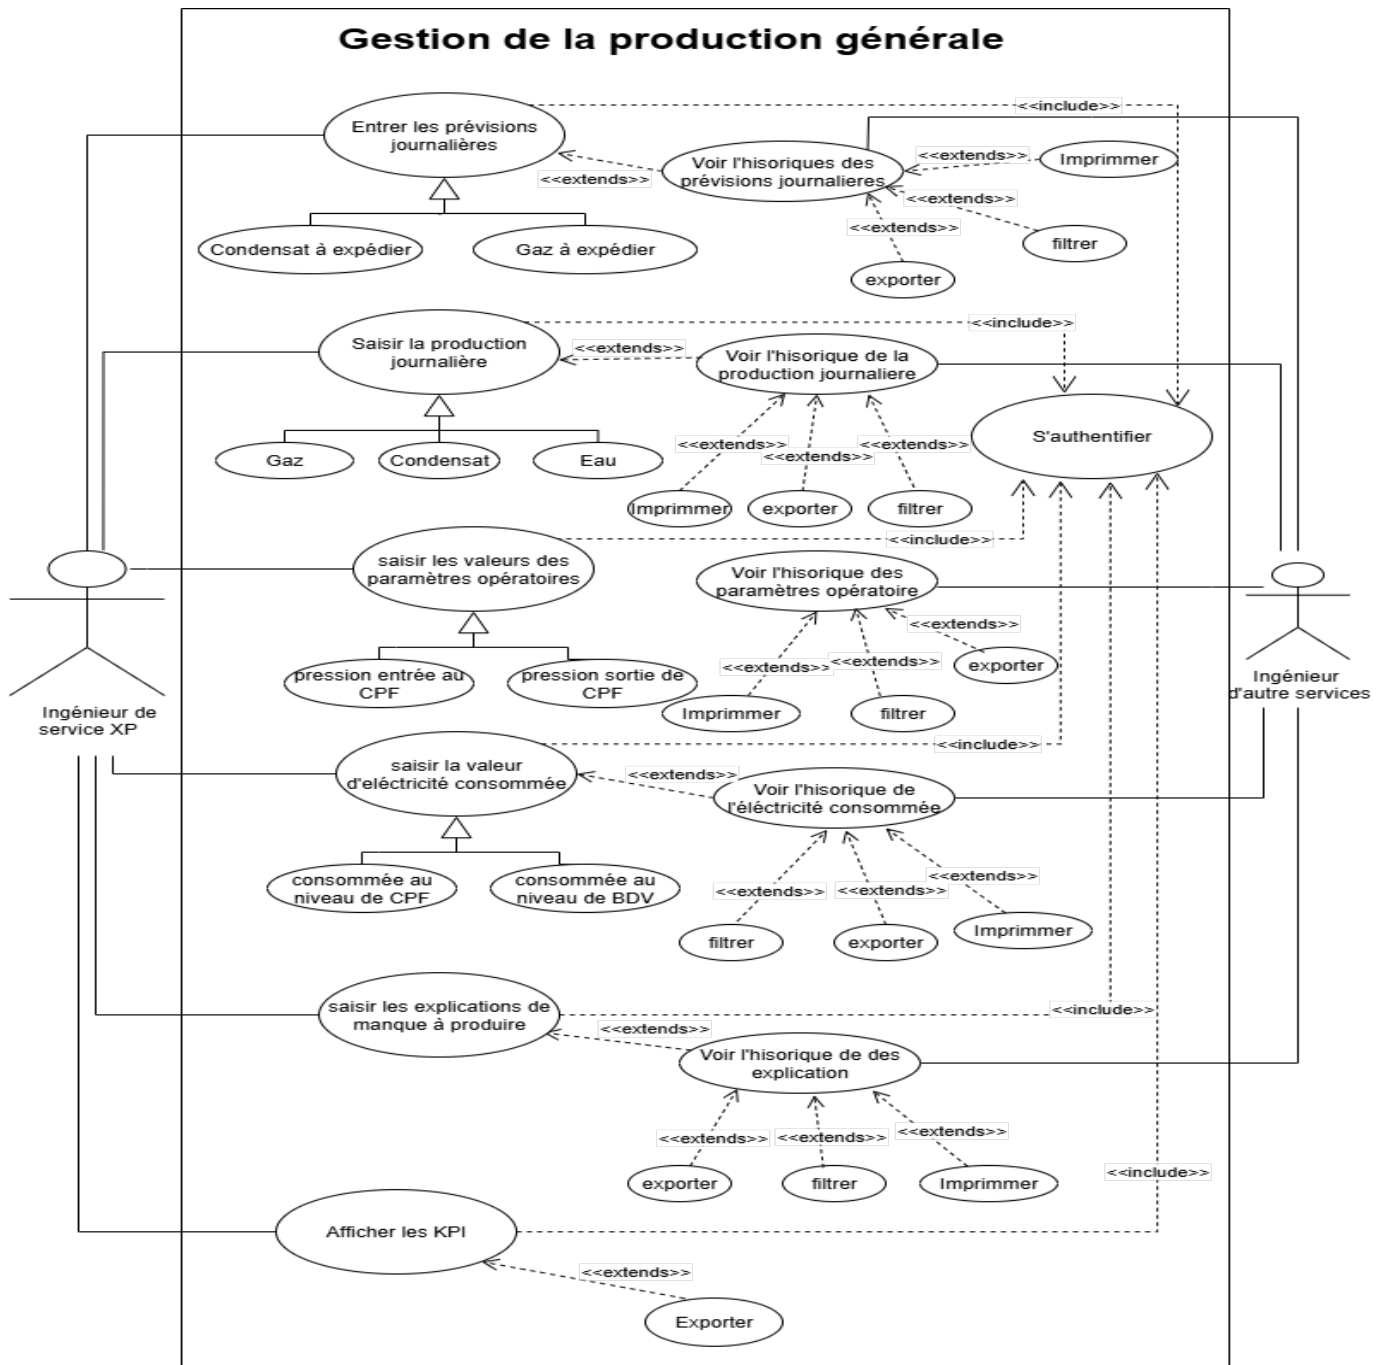 Gestion de la production générale
<<include>>
Entrer les prévisions
journalières
<<extends>>
Voir l'hisoriques des
prévisions journalieres
<<extends>>
Imprimmer
<<extends>>
<<extends>>
filtrer
exporter
Condensat à expédier
Gaz à expédier
<<include>>
Saisir la production
journalière
<<extends>>
Voir l'hisorique de la
production journaliere
S'authentifier
Gaz
Condensat
Eau
<<extends>>
<<extends>>
<<extends>>
Imprimmer
exporter
filtrer
<<include>>
saisir les valeurs des
paramètres opératoires
Voir l'hisorique des
paramètres opératoire
<<extends>>
<<extends>>
<<extends>>
exporter
Imprimmer
filtrer
pression entrée au
CPF
pression sortie de
CPF
Ingénieur de
service XP
Ingénieur
d'autre services
<<include>>
saisir la valeur
d'eléctricité consommée
<<extends>>
Voir l'hisorique de
l'éléctricité consommée
consommée au
niveau de CPF
consommée au
niveau de BDV
<<extends>>
<<extends>>
<<extends>>
filtrer
exporter
Imprimmer
saisir les explications de
manque à produire
<<include>>
<<extends>>
Voir l'hisorique de des
explication
<<extends>>
<<extends>>
<<extends>>
exporter
filtrer
Imprimmer
<<include>>
Afficher les KPI
<<extends>>
Exporter